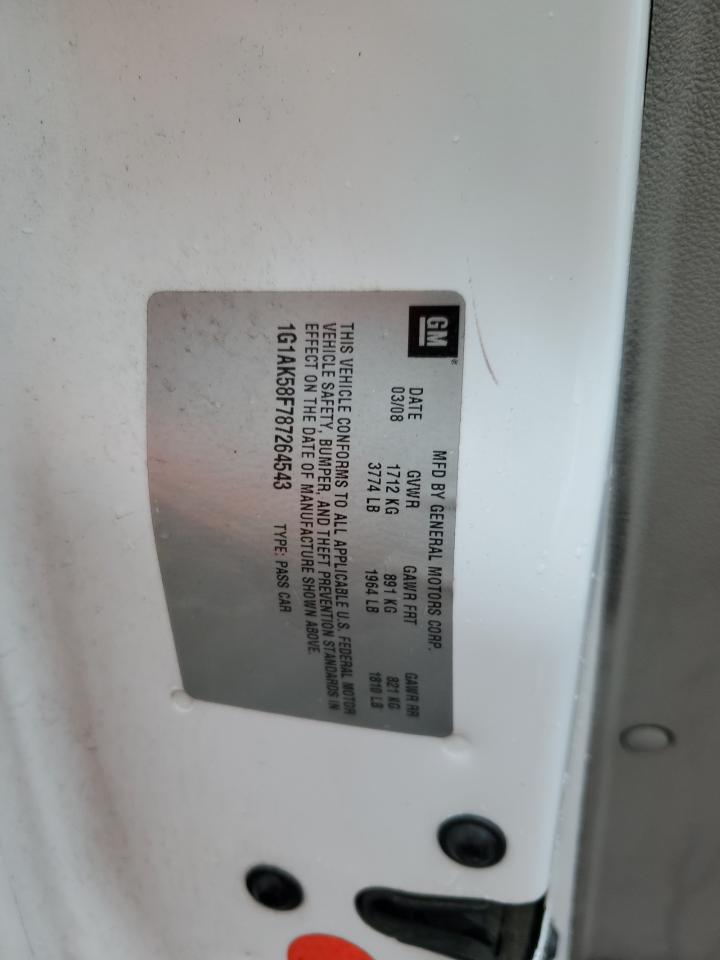 GM®
MFD BY GENERAL MOTORS CORP.
DATE GVWR GAWR FRT GAWR RR
03/08 1712 KG 891 KG 821 KG
3774 LB 1964 LB 1810 LB
THIS VEHICLE CONFORMS TO ALL APPLICABLE U.S. FEDERAL MOTOR
VEHICLE SAFETY, BUMPER, AND THEFT PREVENTION STANDARDS IN
EFFECT ON THE DATE OF MANUFACTURE SHOWN ABOVE.
1G1AK58F787264543 TYPE: PASS CAR